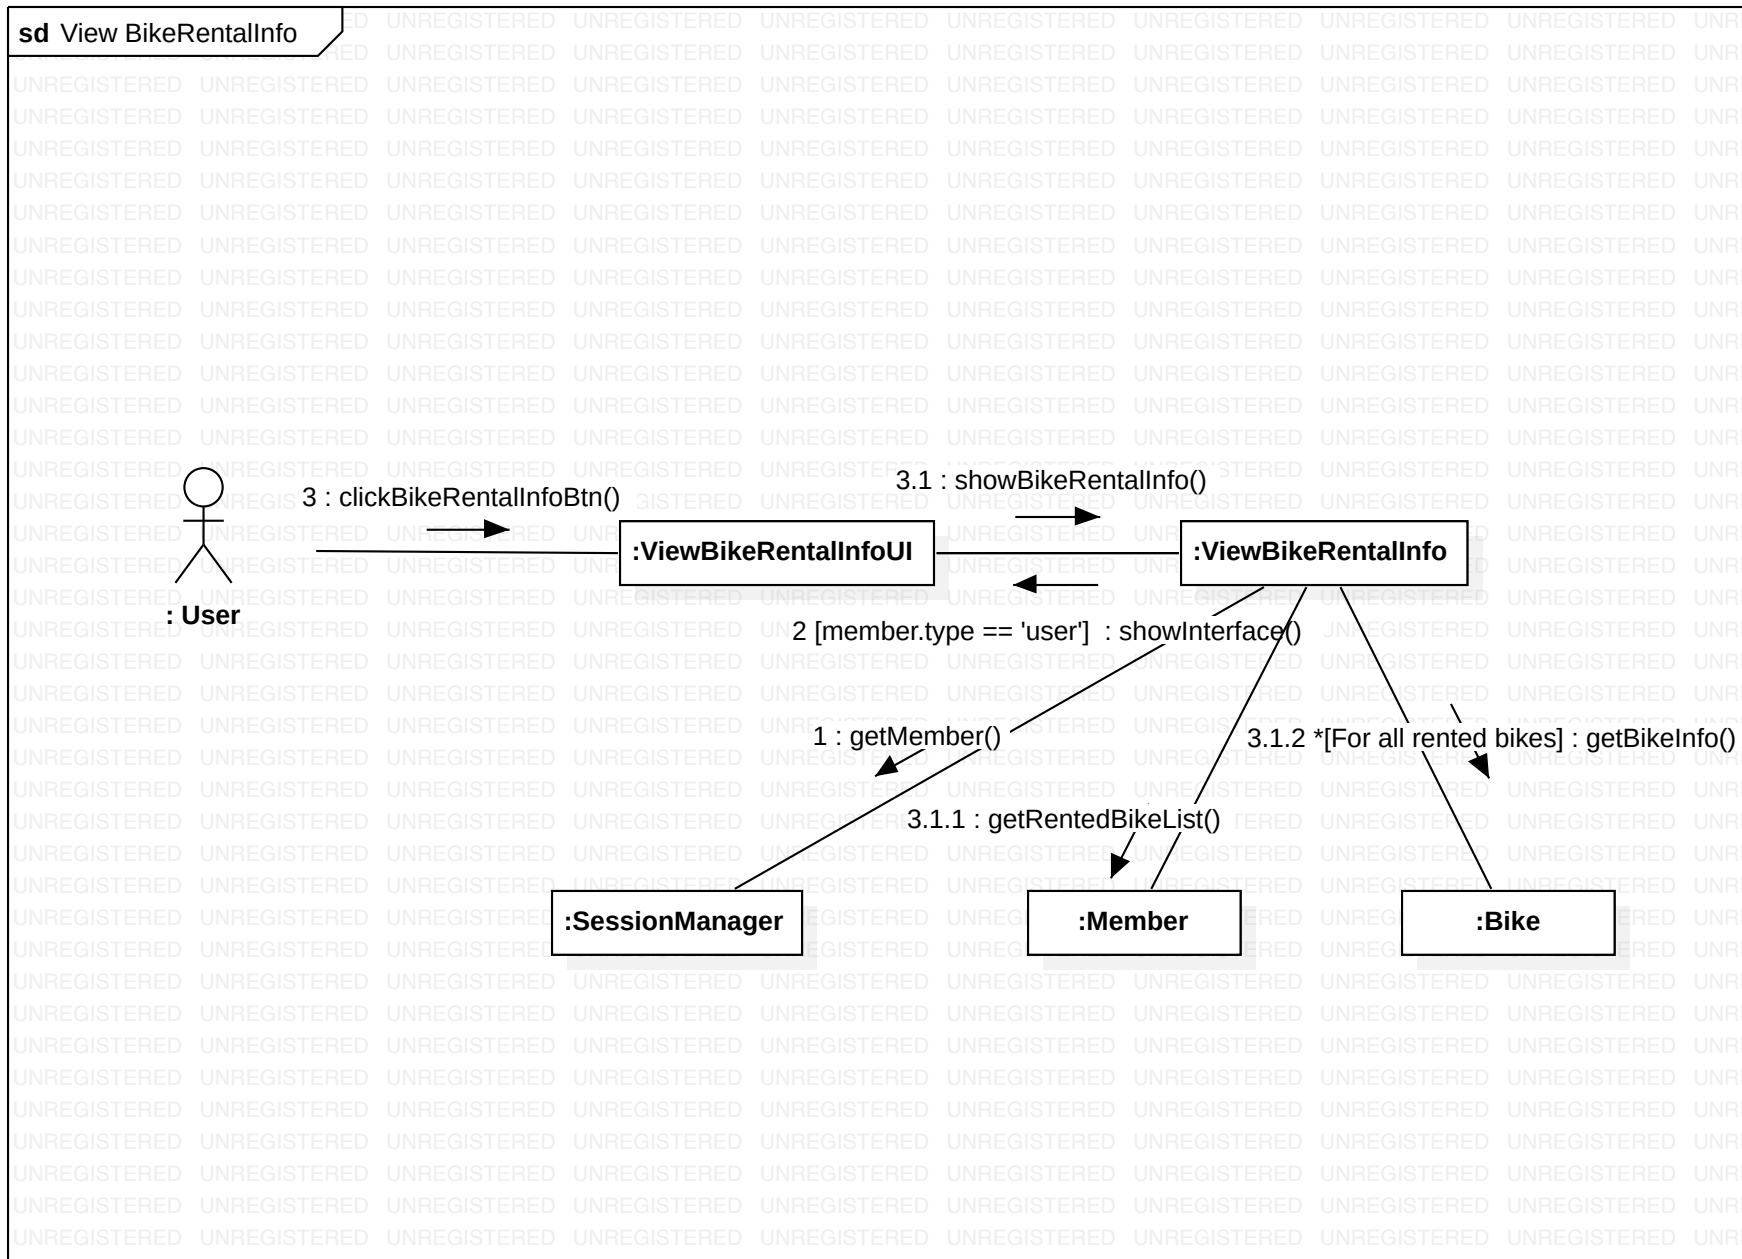 sd View BikeRentalInfo
3.1 : showBikeRentalInfo()
3 : clickBikeRentalInfoBtn()
:ViewBikeRentalInfoUI
:ViewBikeRentalInfo
: User
2 [member.type == 'user']  : showInterface()
1 : getMember()
3.1.2 *[For all rented bikes] : getBikeInfo()
3.1.1 : getRentedBikeList()
:SessionManager
:Member
:Bike
UNREGISTERED